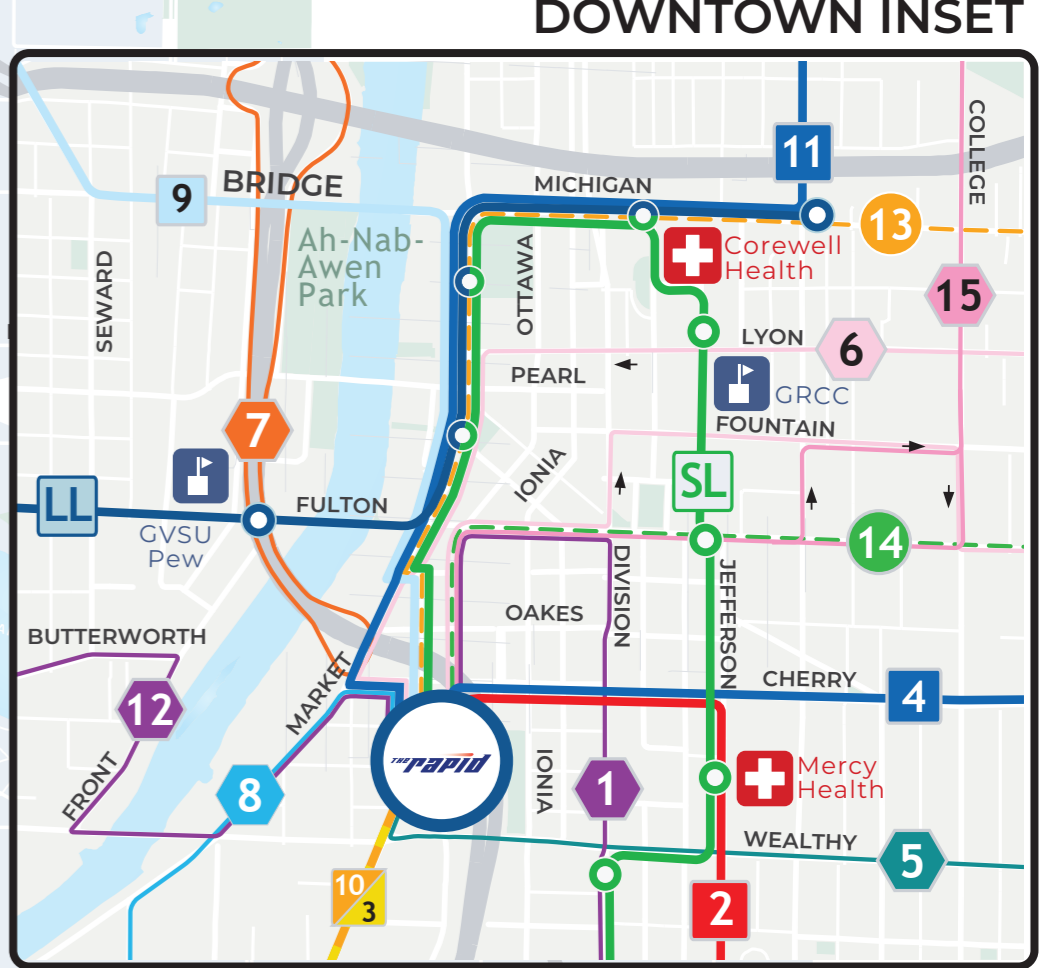 DOWNTOWN INSET
11
COLLEGE
MICHIGAN
BRIDGE
9
13
Ah-Nab-
Awen
Park
OTTAWA
Corewell
Health
SEWARD
15
LYON
6
PEARL
GRCC
7
FOUNTAIN
IONIA
SL
LL
FULTON
GVSU
Pew
14
DIVISION
JEFFERSON
OAKES
BUTTERWORTH
MARKET
CHERRY
4
12
THE rapid
IONIA
FRONT
8
1
Mercy
Health
WEALTHY
5
10
3
2